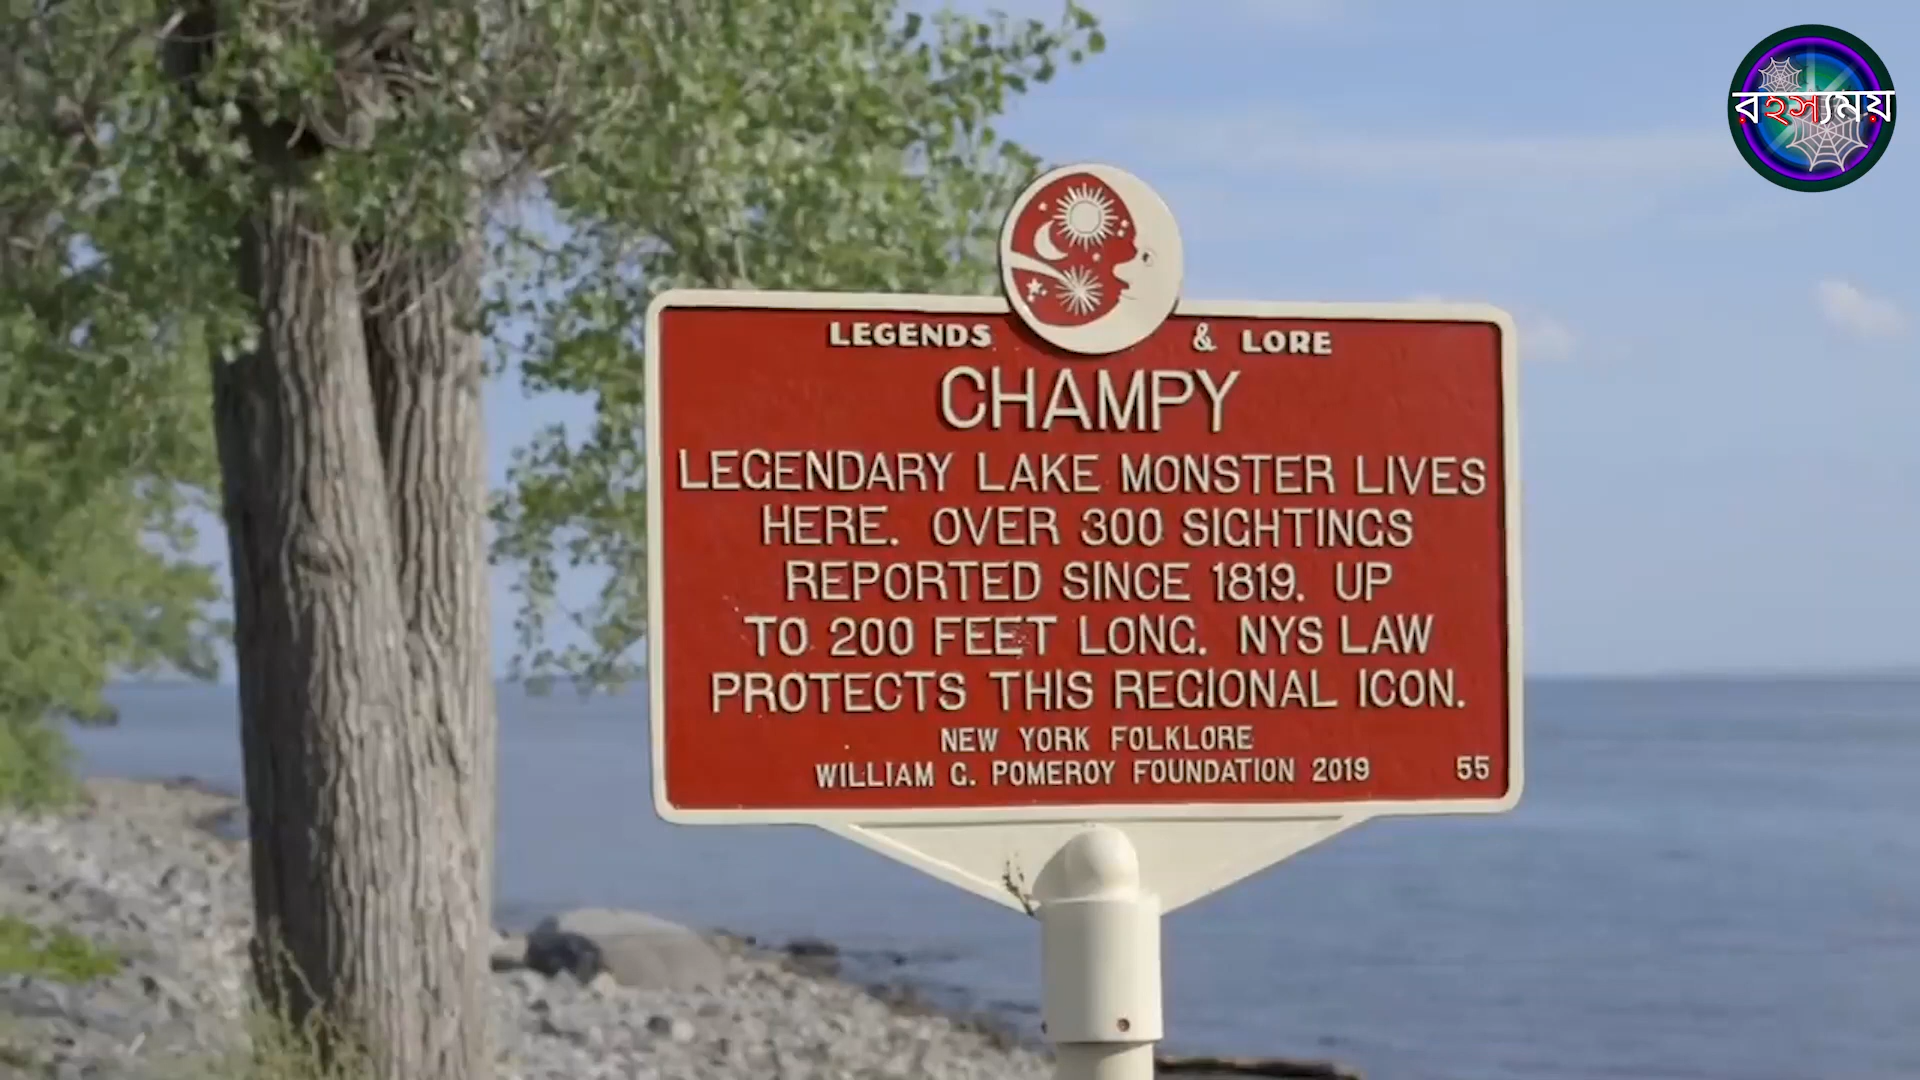 রহস্যময়
LEGENDS & LORE
CHAMPY
LEGENDARY LAKE MONSTER LIVES
HERE. OVER 300 SIGHTINGS
REPORTED SINCE 1819. UP
TO 200 FEET LONG. NYS LAW
PROTECTS THIS REGIONAL ICON.
NEW YORK FOLKLORE
WILLIAM G. POMEROY FOUNDATION 2019 55